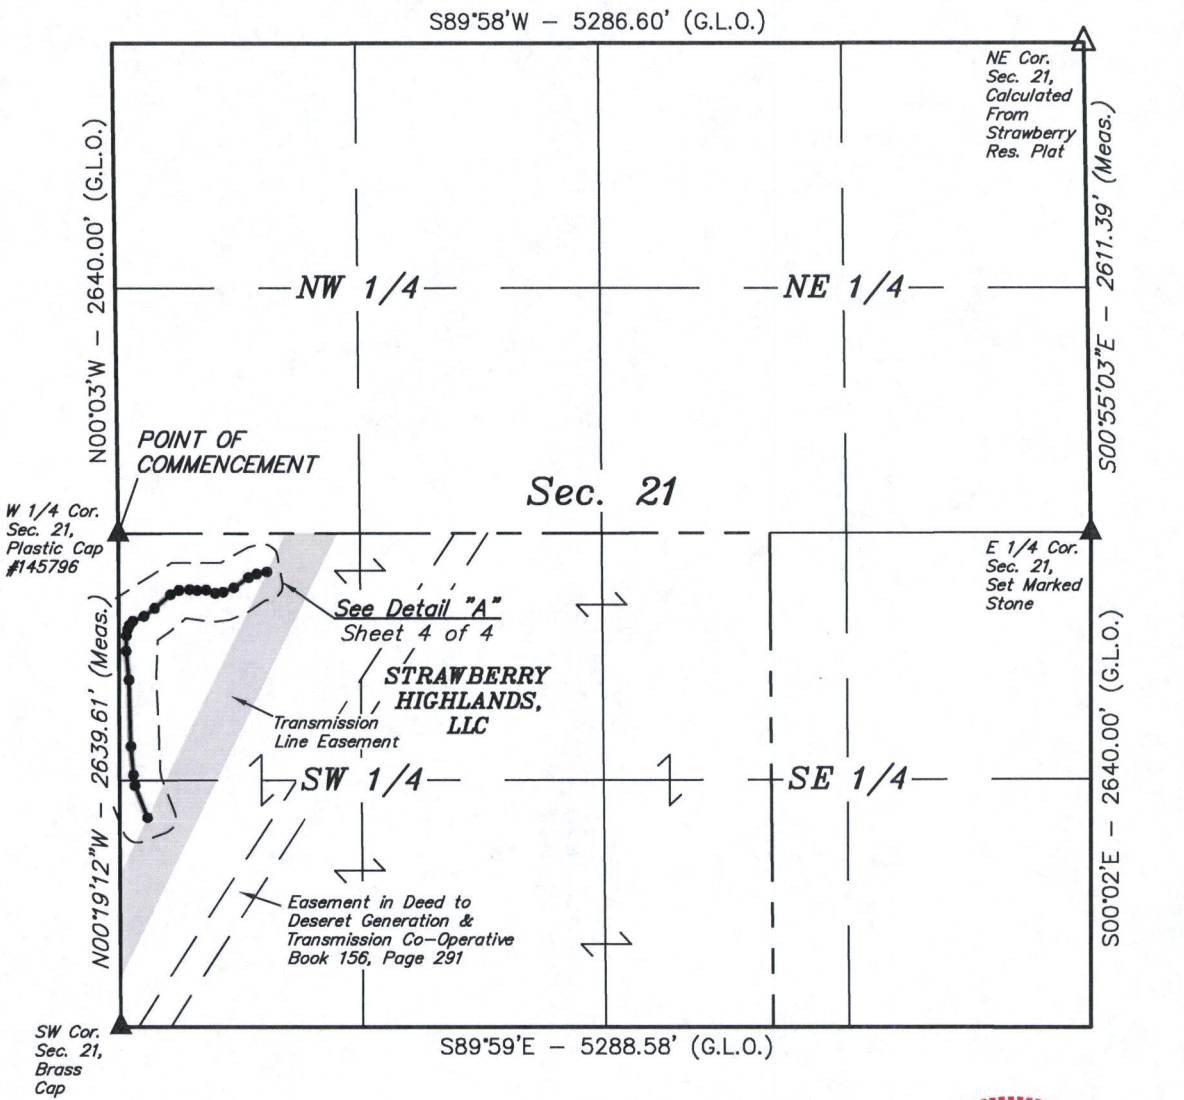 S89°58'W - 5286.60' (G.L.O.)
NE Cor.
Sec. 21,
Calculated
From
Strawberry
Res. Plat
N00°03'W - 2640.00' (G.L.O.)
S00°55'03"E - 2611.39' (Meas.)
NW 1/4
NE 1/4
POINT OF
COMMENCEMENT
Sec. 21
W 1/4 Cor.
Sec. 21,
Plastic Cap
#145796
E 1/4 Cor.
Sec. 21,
Set Marked
Stone
See Detail "A"
Sheet 4 of 4
STRAWBERRY
HIGHLANDS,
LLC
Transmission
Line Easement
N00°19'12"W - 2639.61' (Meas.)
S00°02'E - 2640.00' (G.L.O.)
SW 1/4
SE 1/4
Easement in Deed to
Deseret Generation &
Transmission Co-Operative
Book 156, Page 291
SW Cor.
Sec. 21,
Brass
Cap
S89°59'E - 5288.58' (G.L.O.)